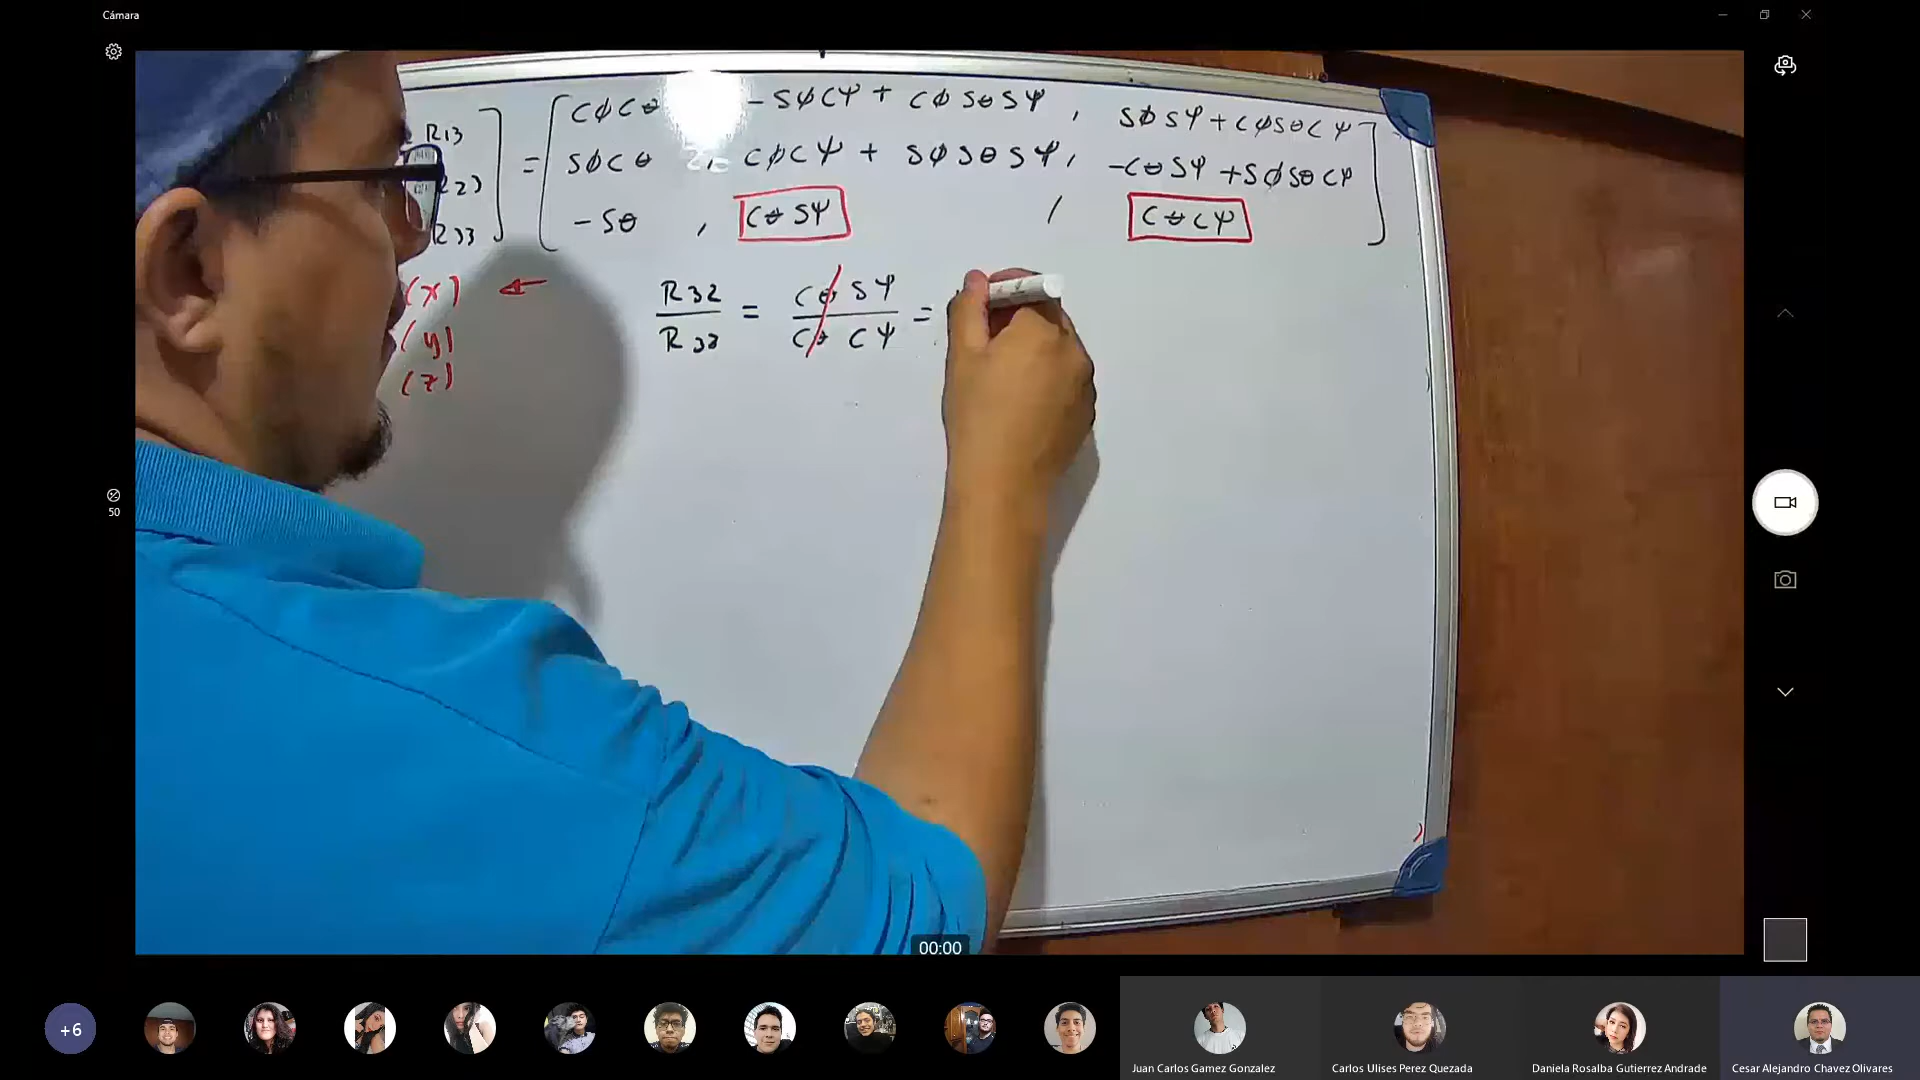 Cámara
R13 ] = [ CϕCθ -SϕCψ + CϕSθSψ , SϕSψ + CϕSθCψ ]
SϕCθ CϕCψ + SϕSθSψ , -CθSψ + SϕSθCψ
R33 -Sθ , CθSψ , CθCψ
(x) ←
(y)
(z)
R32 / R33 = CθSψ / CθCψ =
50
00:00
+6
Juan Carlos Gamez Gonzalez
Carlos Ulises Perez Quezada
Daniela Rosalba Gutierrez Andrade
Cesar Alejandro Chavez Olivares